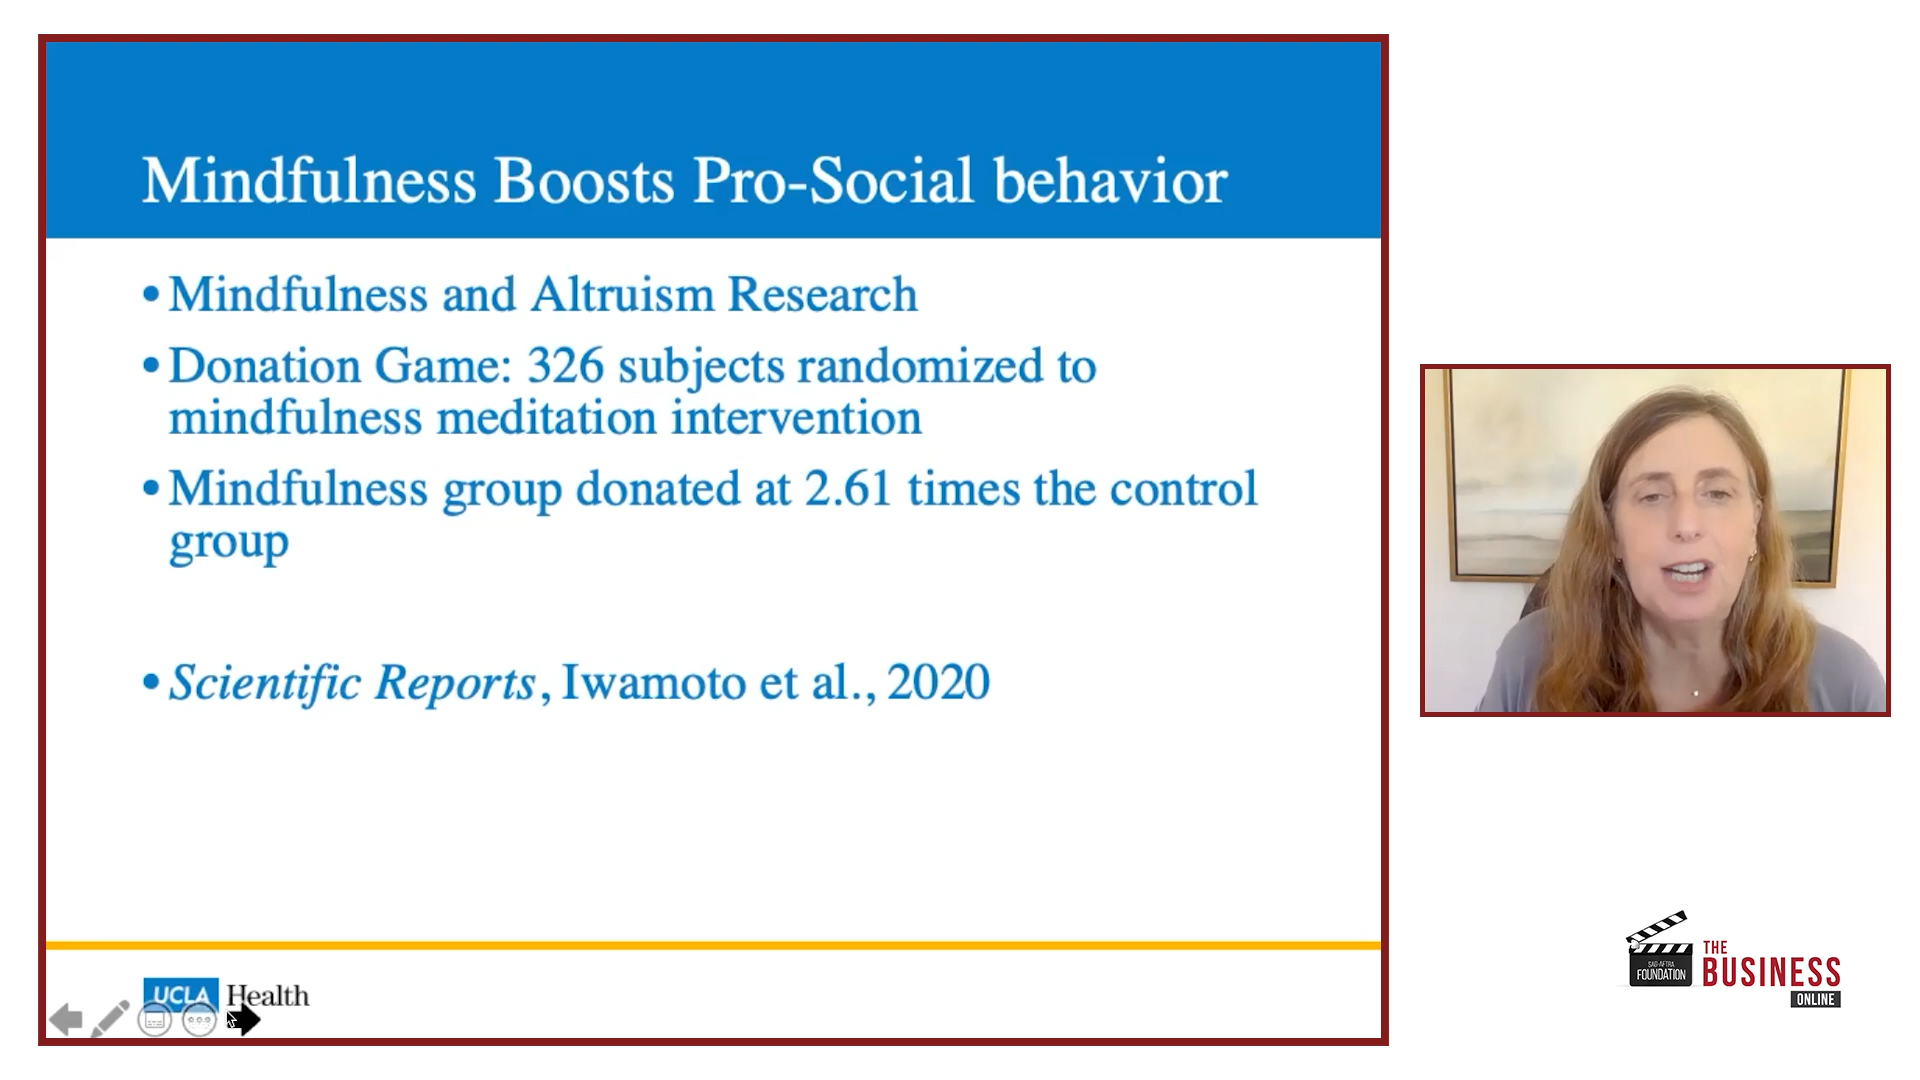 Mindfulness Boosts Pro-Social behavior
• Mindfulness and Altruism Research
• Donation Game: 326 subjects randomized to
mindfulness meditation intervention
• Mindfulness group donated at 2.61 times the control
group
• Scientific Reports, Iwamoto et al., 2020
UCLA Health
SAG-AFTRA
FOUNDATION
THE
BUSINESS
ONLINE